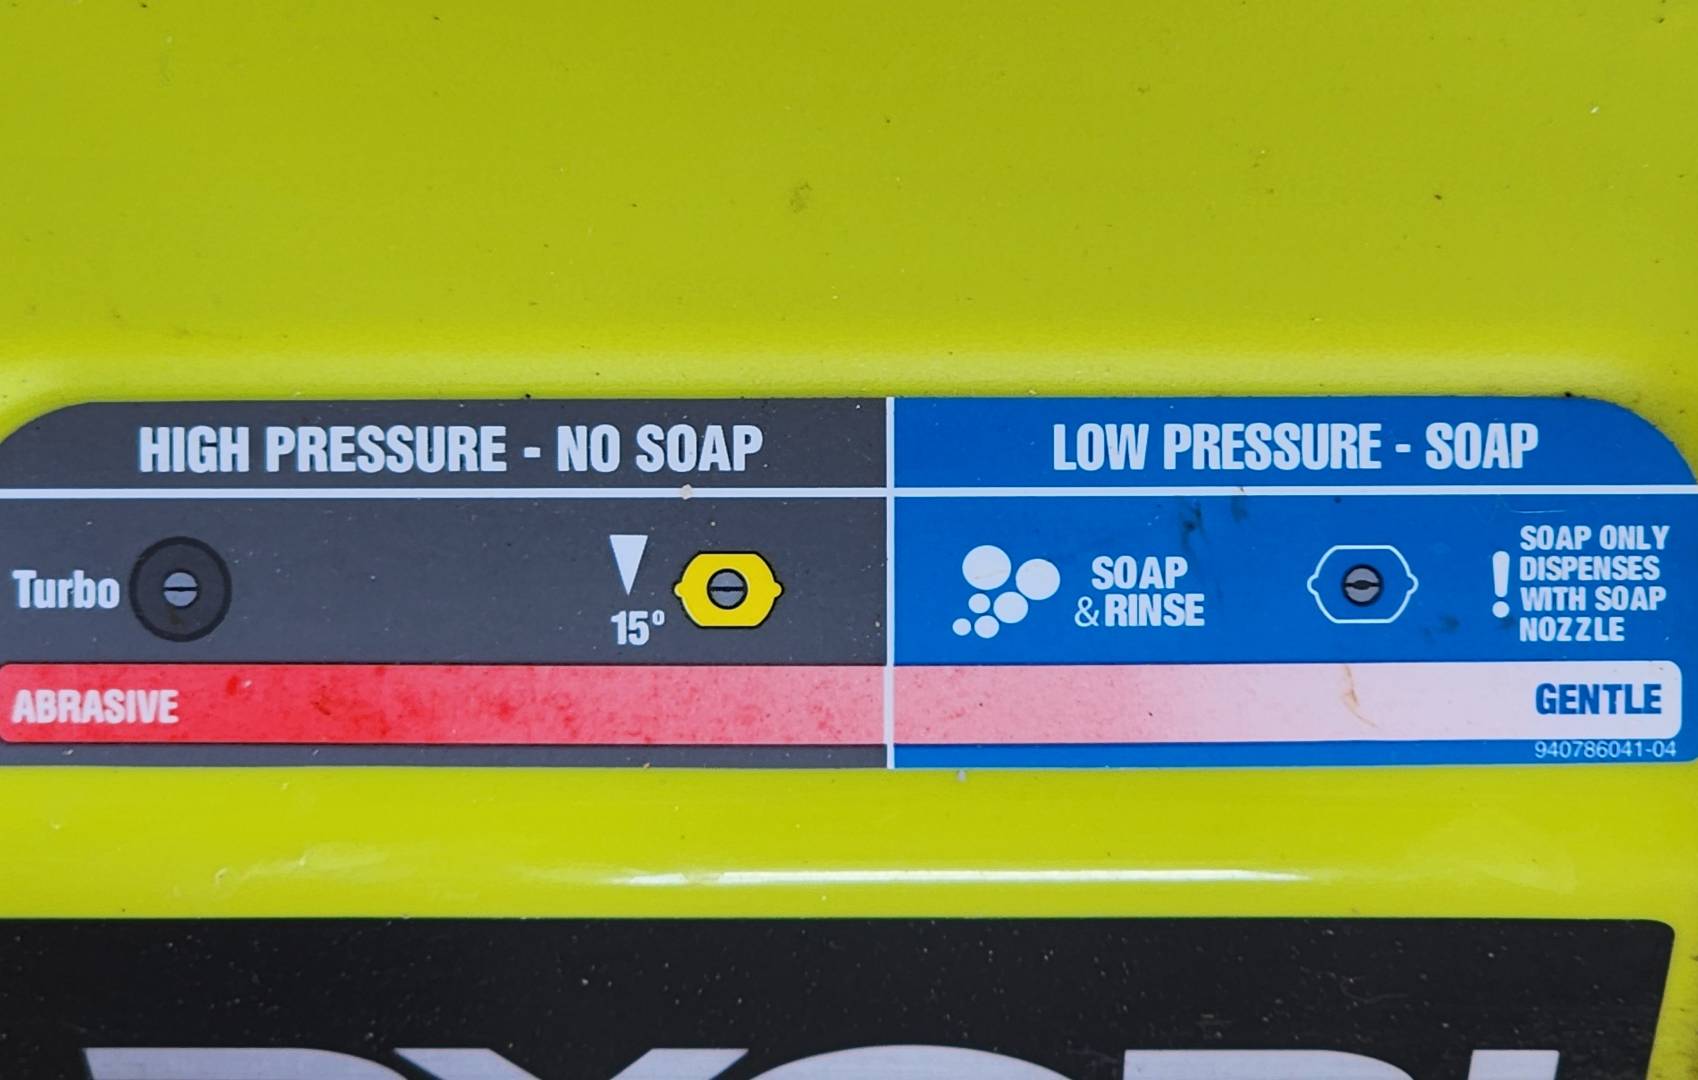 HIGH PRESSURE - NO SOAP
LOW PRESSURE - SOAP
Turbo
15°
SOAP
& RINSE
! SOAP ONLY
DISPENSES
WITH SOAP
NOZZLE
ABRASIVE
GENTLE
940786041-04
RYOBI